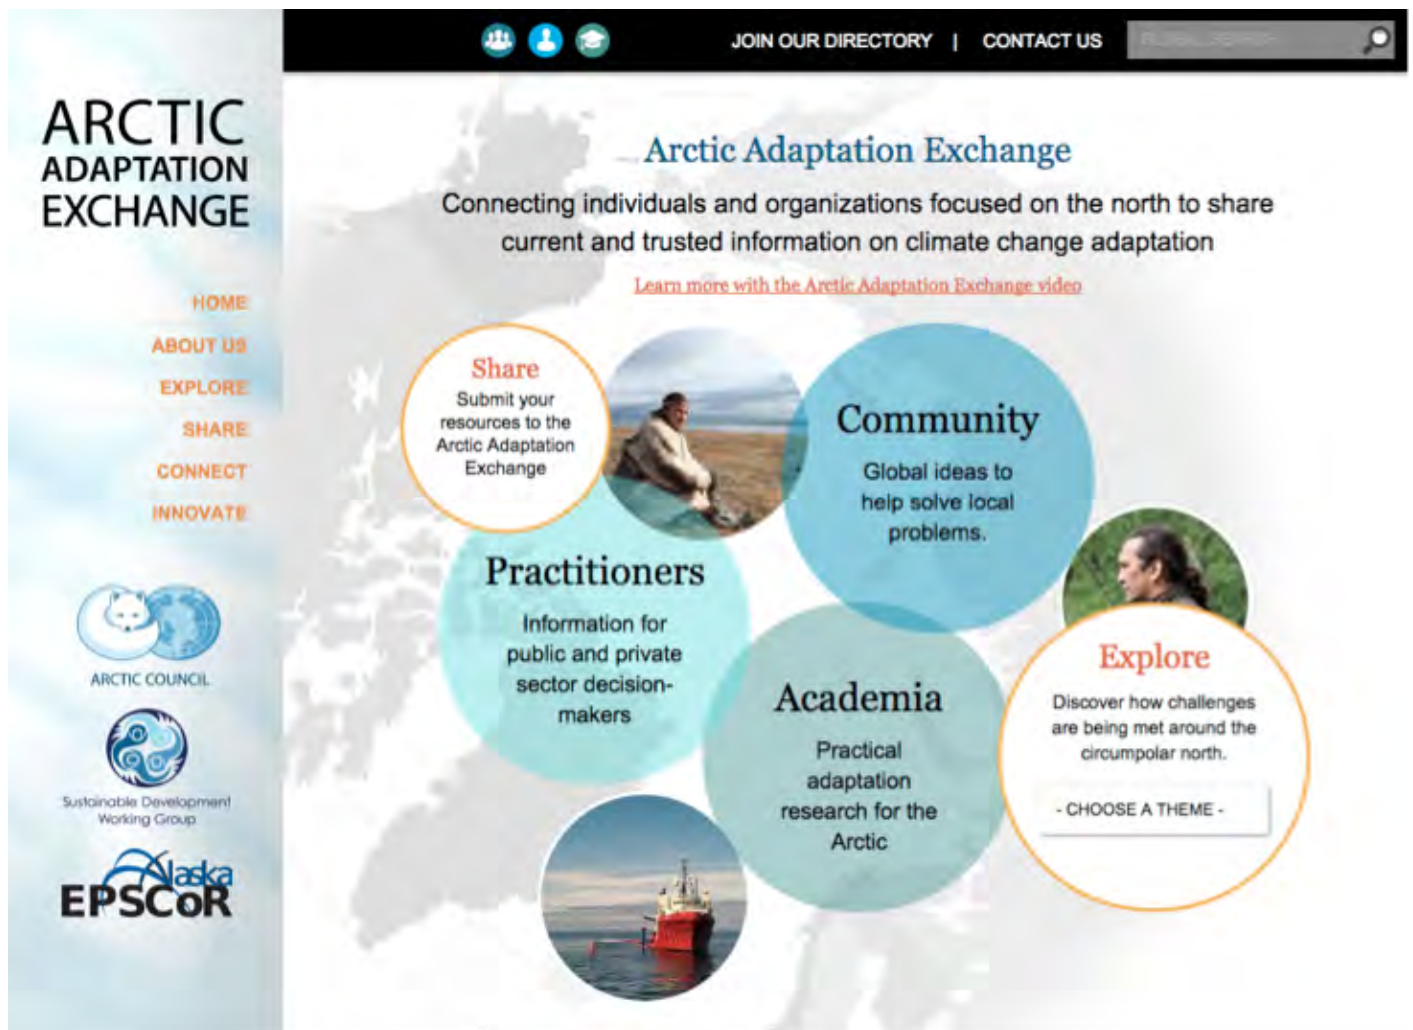 JOIN OUR DIRECTORY | CONTACT US
ARCTIC
ADAPTATION
EXCHANGE
HOME
ABOUT US
EXPLORE
SHARE
CONNECT
INNOVATE
ARCTIC COUNCIL
Sustainable Development
Working Group
Alaska
EPSCoR
Arctic Adaptation Exchange
Connecting individuals and organizations focused on the north to share
current and trusted information on climate change adaptation
Learn more with the Arctic Adaptation Exchange video
Share
Submit your
resources to the
Arctic Adaptation
Exchange
Community
Global ideas to
help solve local
problems.
Practitioners
Information for
public and private
sector decision-
makers
Academia
Practical
adaptation
research for the
Arctic
Explore
Discover how challenges
are being met around the
circumpolar north.
- CHOOSE A THEME -